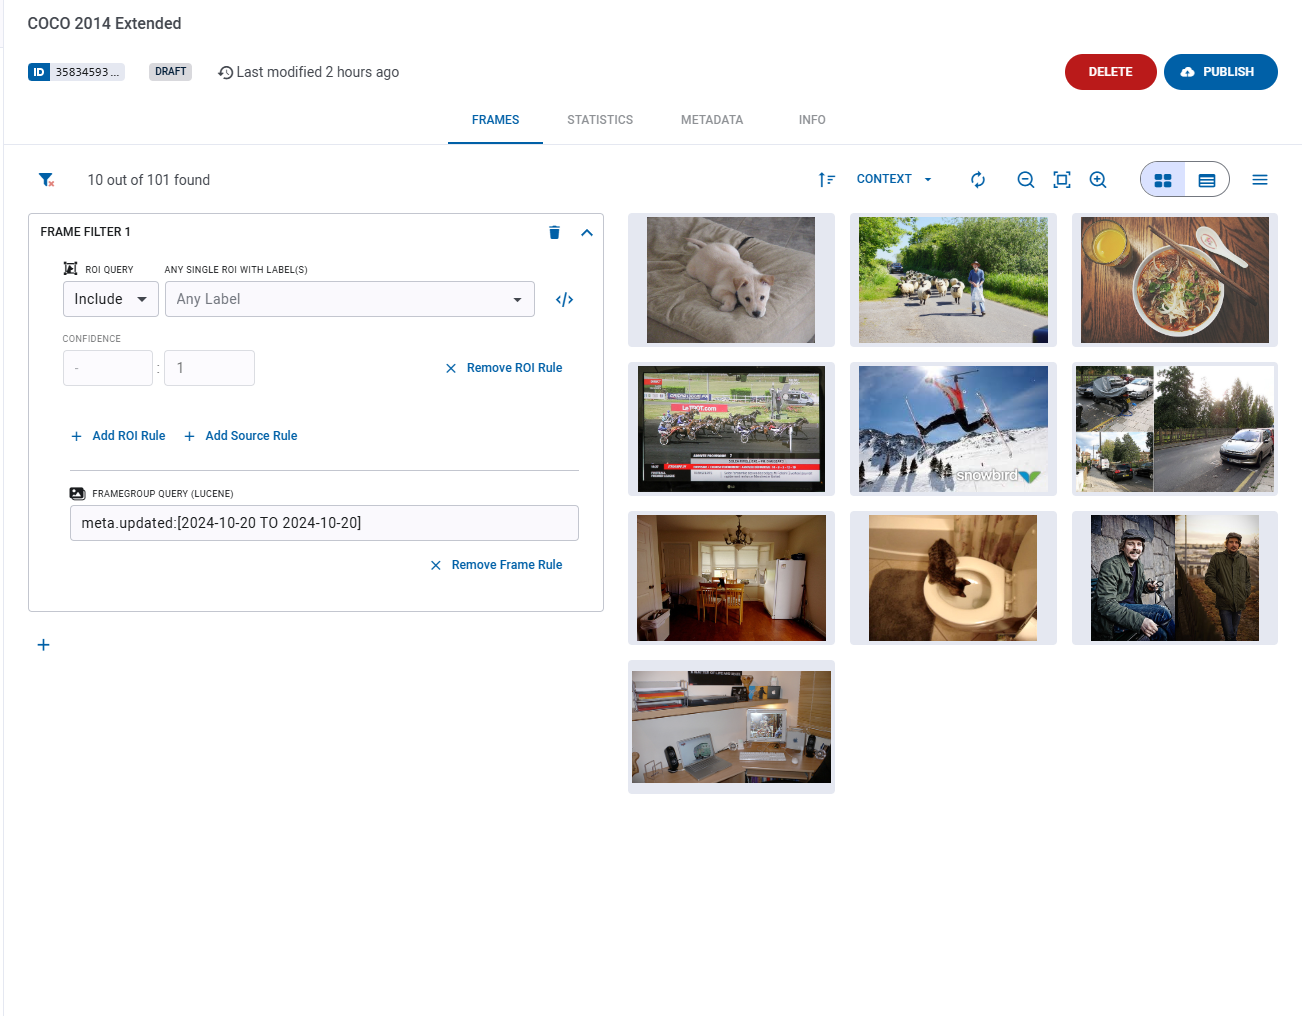 COCO 2014 Extended
ID 35834593 ... DRAFT Last modified 2 hours ago DELETE PUBLISH
FRAMES STATISTICS METADATA INFO
10 out of 101 found CONTEXT
FRAME FILTER 1
ROI QUERY ANY SINGLE ROI WITH LABEL(S)
Include Any Label
CONFIDENCE
- : 1 Remove ROI Rule
Add ROI Rule Add Source Rule
FRAMEGROUP QUERY (LUCENE)
meta.updated:[2024-10-20 TO 2024-10-20]
Remove Frame Rule
LeTROT.com
snowbird